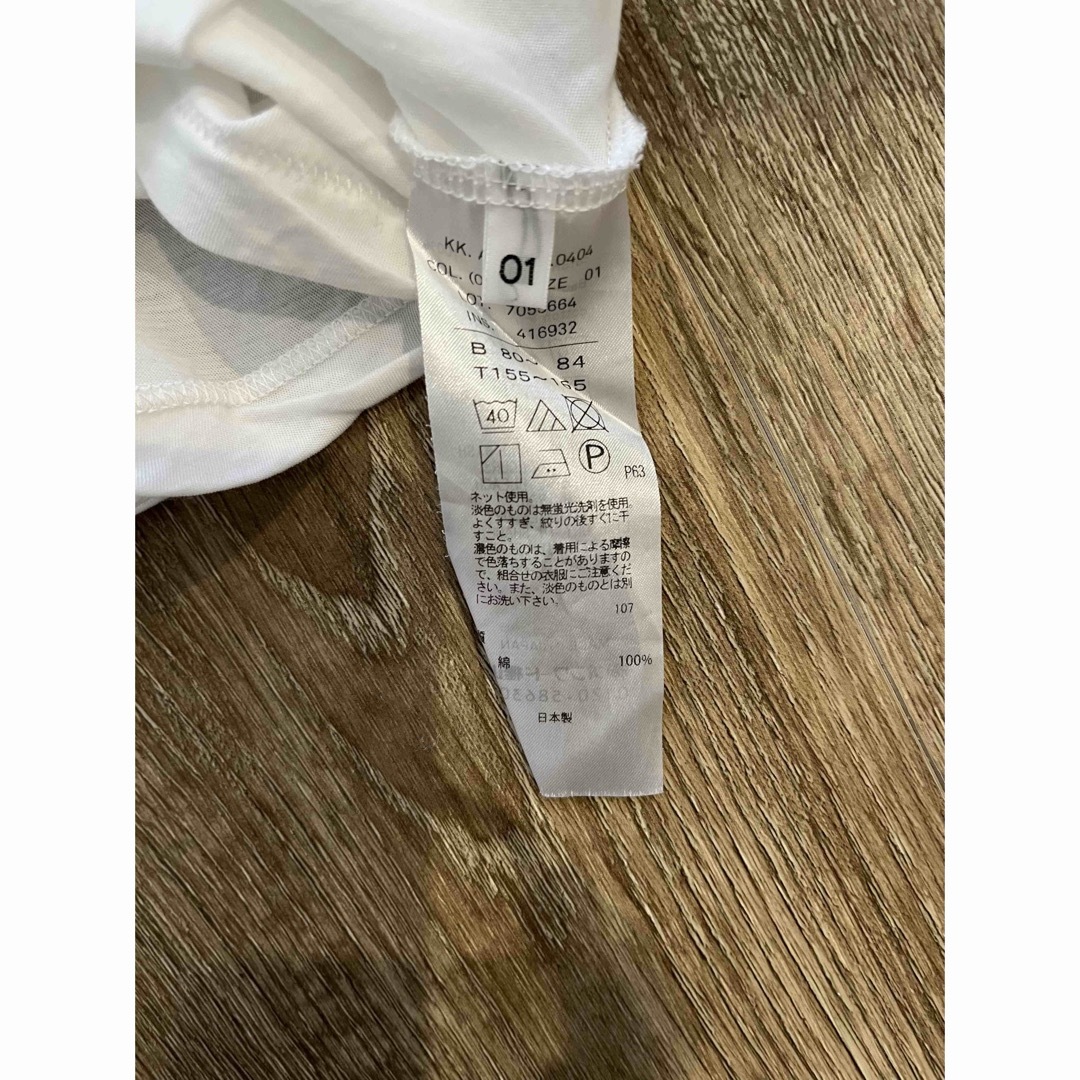 KK. .0404
01
COL. (0 ZE 01
416932
B 80~ 84
T155~165
40
P
P63
ネット使用。
淡色のものは無蛍光洗剤を使用。
よくすすぎ、絞りの後すぐに干
すこと。
濃色のものは、着用による摩擦
で色落ちすることがありますの
で、組合せの衣服にご注意くだ
さい。また、淡色のものとは別
にお洗い下さい。
107
綿 100%
日本製